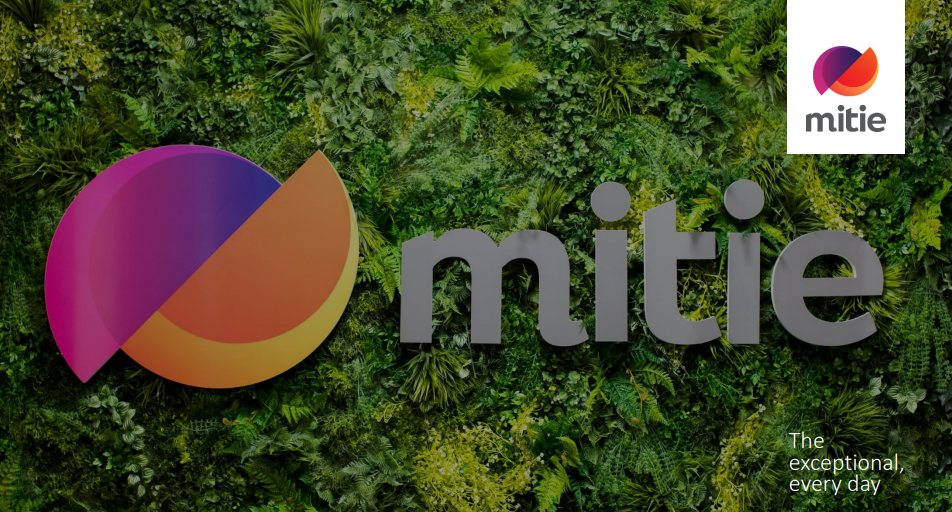 mitie
mitie
The
exceptional,
every day